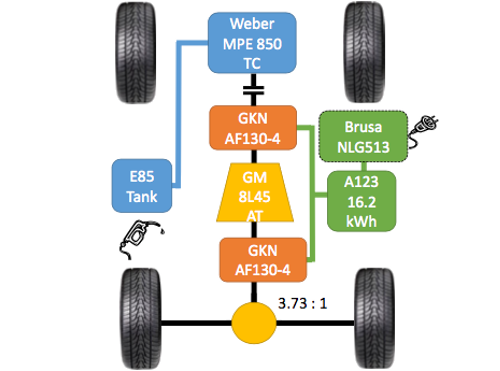 Weber
MPE 850
TC
GKN
AF130-4
Brusa
NLG513
E85
Tank
GM
8L45
AT
A123
16.2
kWh
GKN
AF130-4
3.73 : 1